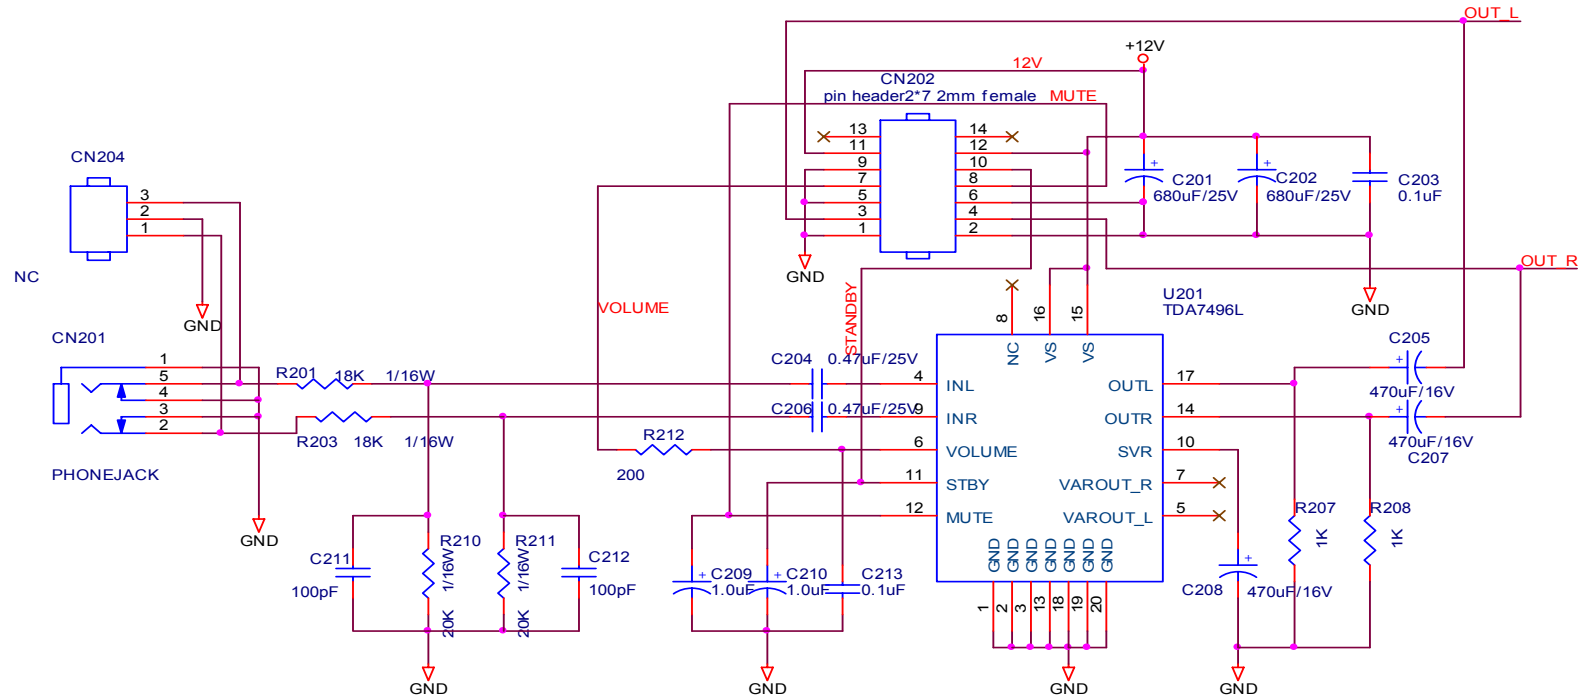 OUT_L
+12V
12V
CN202
pin header2*7 2mm female
MUTE
13
14
11
12
9
10
7
8
5
6
3
4
1
2
C201
680uF/25V
C202
680uF/25V
C203
0.1uF
CN204
3
2
1
NC
GND
GND
GND
OUT_R
VOLUME
STANDBY
U201
TDA7496L
CN201
1
5
4
3
2
PHONEJACK
GND
R201
18K
1/16W
R203
18K
1/16W
C204
0.47uF/25V
C206
0.47uF/25V
R212
200
8
16
15
NC
VS
VS
4
INL
9
INR
6
VOLUME
11
STBY
12
MUTE
OUTL
17
OUTR
14
SVR
10
VAROUT_R
7
VAROUT_L
5
GND
GND
GND
GND
GND
GND
GND
1
2
3
13
18
19
20
C205
470uF/16V
470uF/16V
C207
R207
1K
R208
1K
C208
470uF/16V
C211
100pF
R210
1/16W
20K
R211
1/16W
20K
C212
100pF
C209
1.0uF
C210
1.0uF
C213
0.1uF
GND
GND
GND
GND